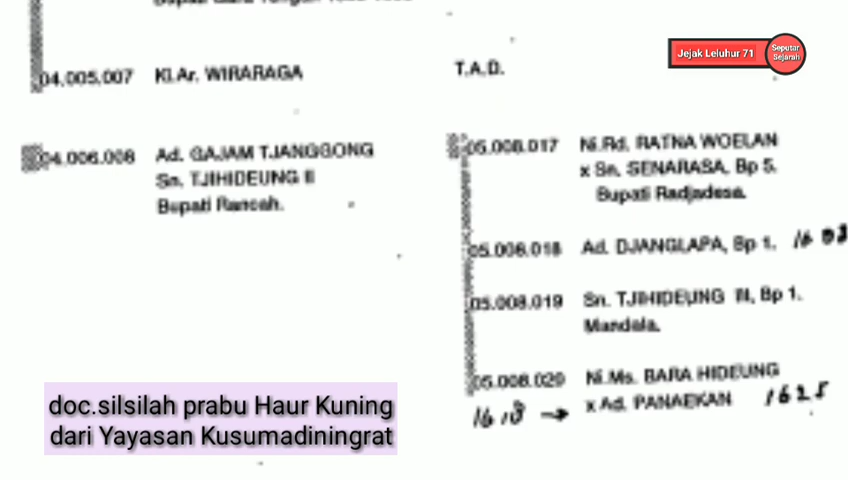 Jejak Leluhur 71
Seputar
Sejarah
04.005.007 Ki.Ar. WIRARAGA
T.A.D.
04.006.008 Ad. GAJAM TJANGGONG
Sn. TJIHIDEUNG II
Bupati Rancah.
05.008.017 Ni.Rd. RATNA WOELAN
x Sn. SENARASA, Bp 5.
Bupati Radjadesa.
05.008.018 Ad. DJANGLAPA, Bp 1.
05.008.019 Sn. TJIHIDEUNG III, Bp 1.
Mandala.
05.008.020 Ni.Ms. BARA HIDEUNG
x Ad. PANAEKAN 1625
doc.silsilah prabu Haur Kuning
dari Yayasan Kusumadiningrat